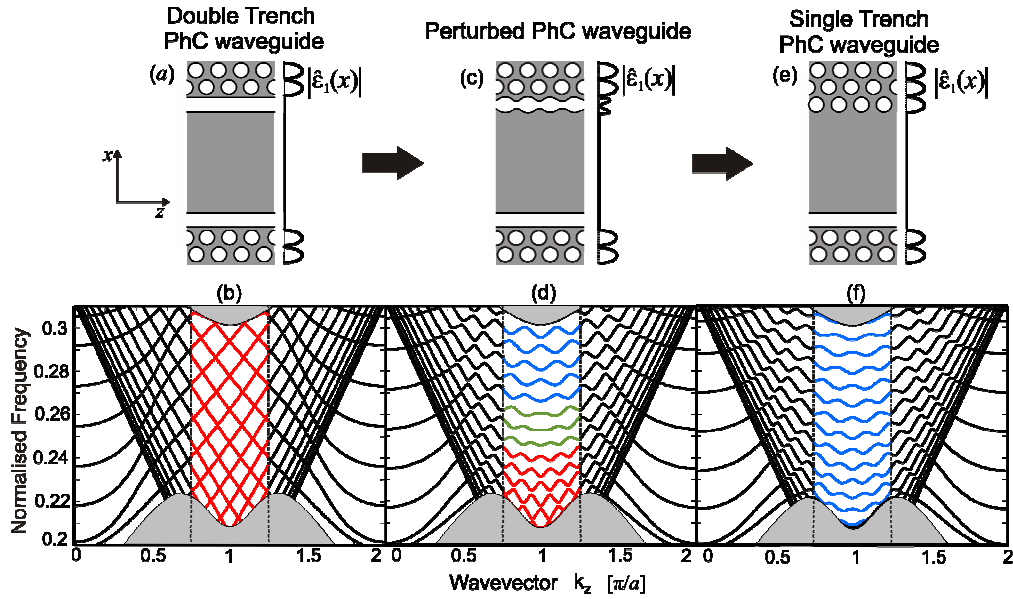 Double Trench
PhC waveguide
Perturbed PhC waveguide
Single Trench
PhC waveguide
(a)
|ε̂₁(x)|
(c)
|ε̂₁(x)|
(e)
|ε̂₁(x)|
x
z
(b)
(d)
(f)
Normalised Frequency
0.3
0.28
0.26
0.24
0.22
0.2
0
0.5
1
1.5
2
0
0.5
1
1.5
2
0
0.5
1
1.5
2
Wavevector k_z [π/a]